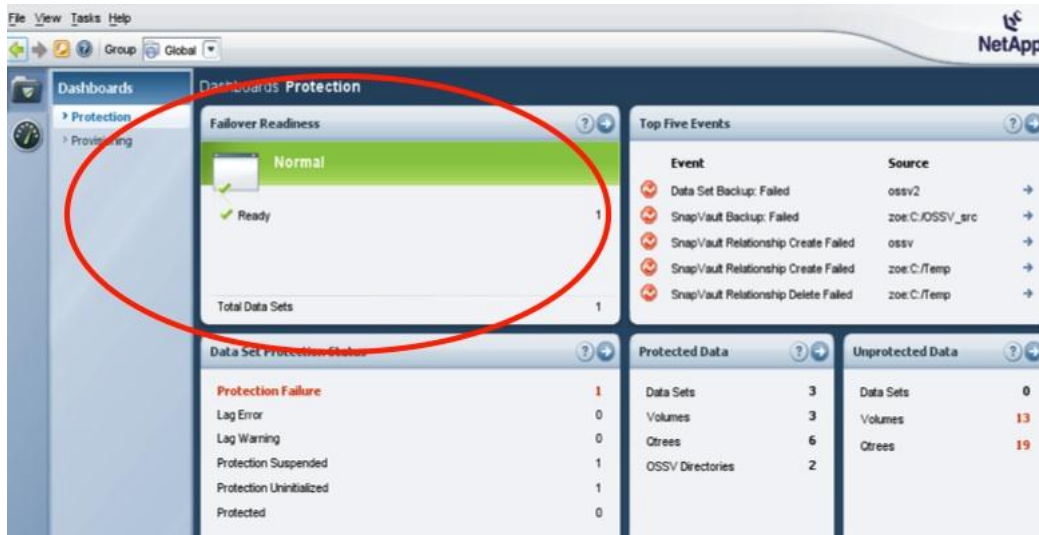 File View Tasks Help
NetApp
Group Global
Dashboards
> Protection
> Provisioning
Dashboards Protection
Failover Readiness
Normal
Ready 1
Total Data Sets 1
Top Five Events
Event Source
Data Set Backup: Failed ossv2
SnapVault Backup: Failed zoe:C:/OSSV_src
SnapVault Relationship Create Failed ossv
SnapVault Relationship Create Failed zoe:C:/Temp
SnapVault Relationship Delete Failed zoe:C:/Temp
Data Set Protection Status
Protection Failure 1
Lag Error 0
Lag Warning 0
Protection Suspended 1
Protection Uninitialized 1
Protected 0
Protected Data
Data Sets 3
Volumes 3
Qtrees 6
OSSV Directories 2
Unprotected Data
Data Sets 0
Volumes 13
Qtrees 19